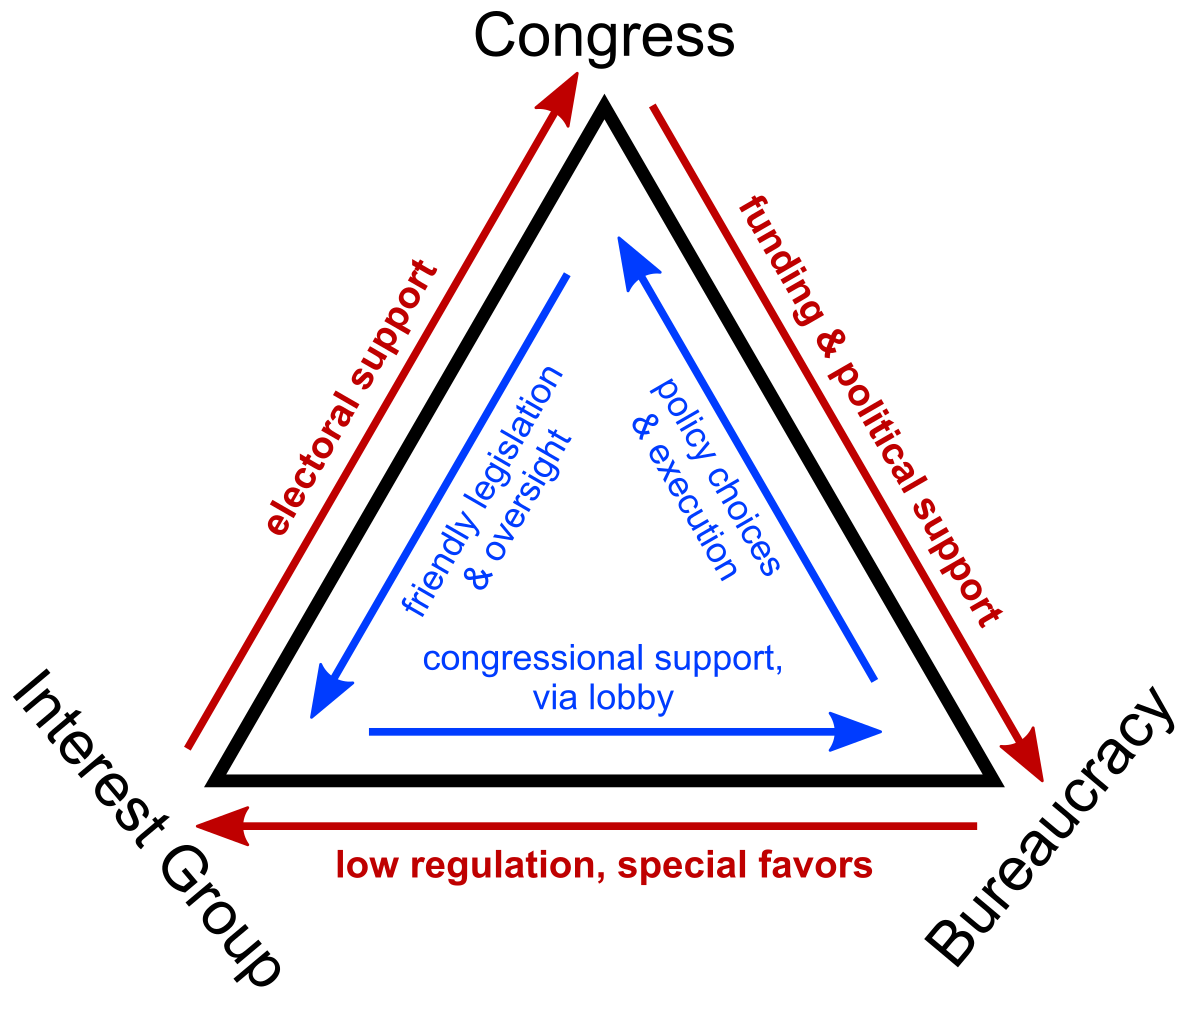 Congress
electoral support
funding & political support
friendly legislation
& oversight
policy choices
& execution
congressional support,
via lobby
Interest Group
Bureaucracy
low regulation, special favors